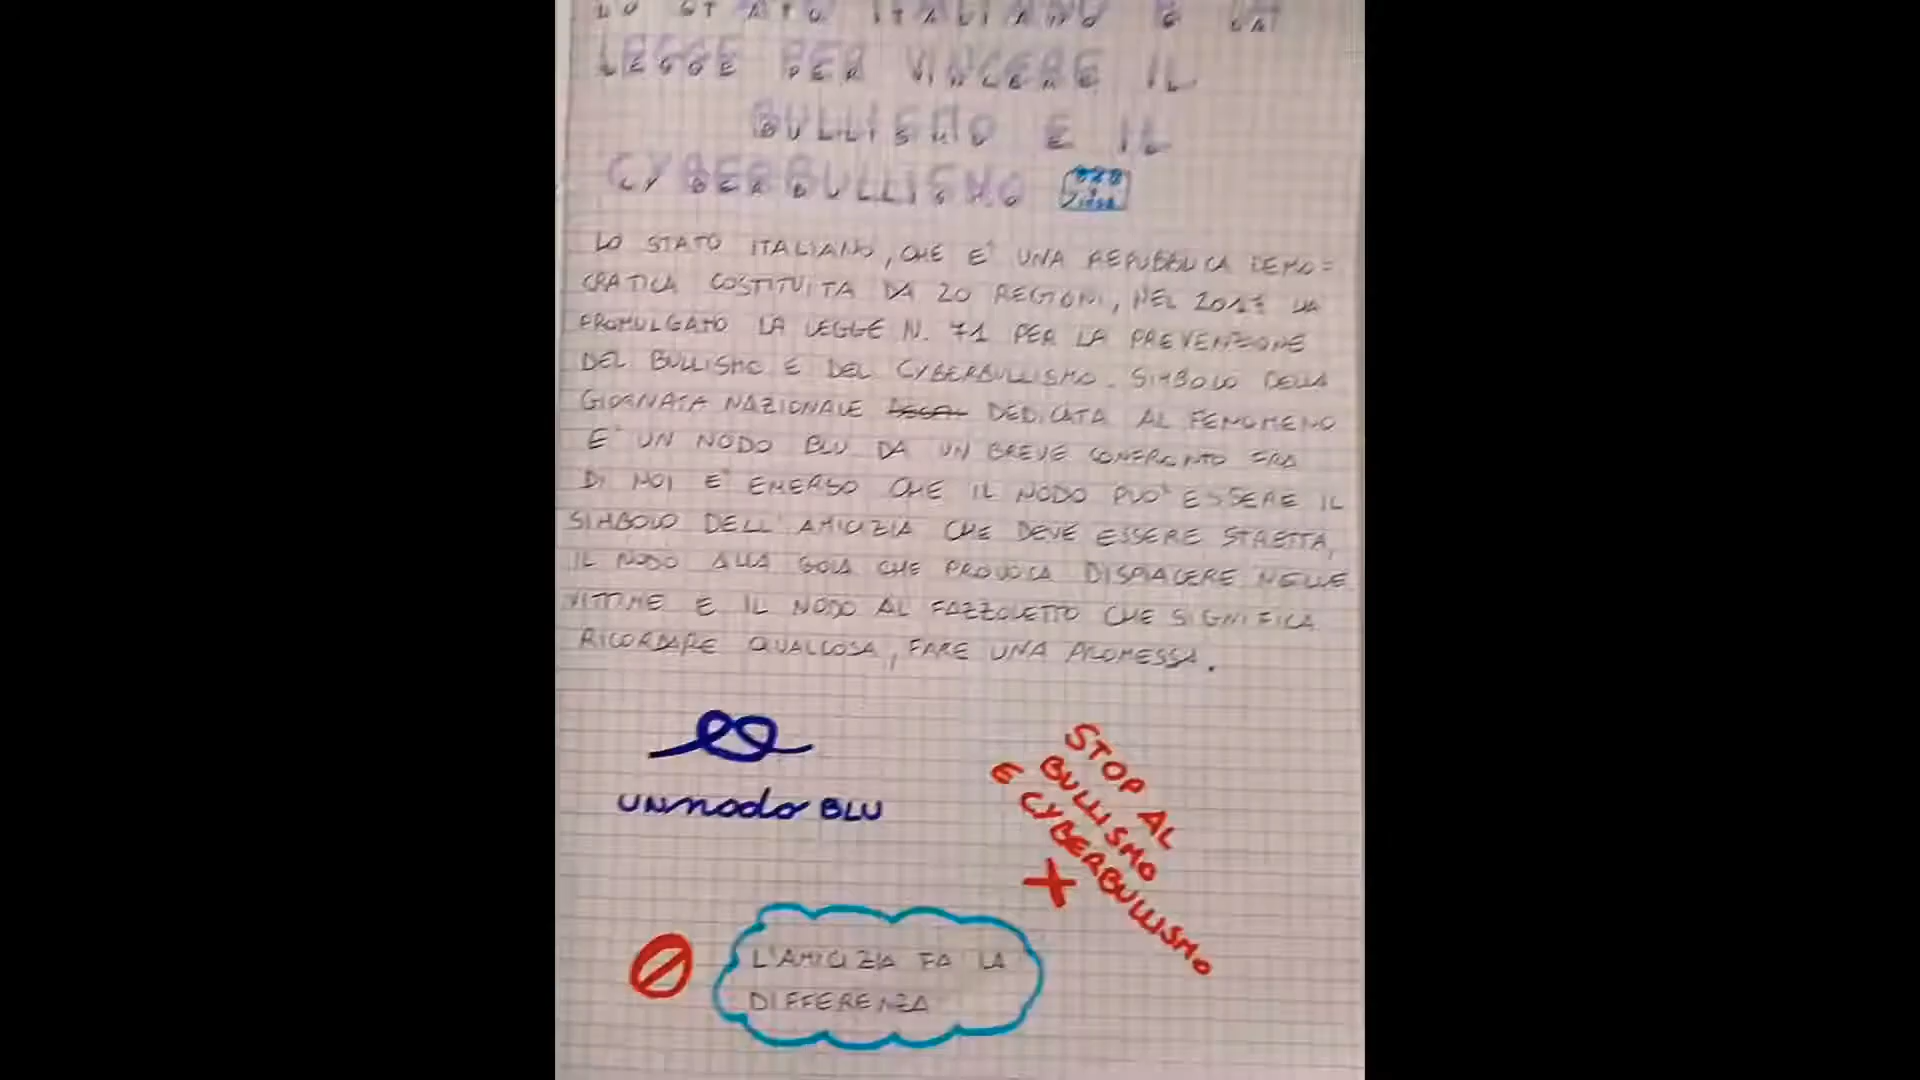 LO STATO ITALIANO E LA
LEGGE PER VINCERE IL
BULLISMO E IL
CYBERBULLISMO
LO STATO ITALIANO, CHE E' UNA REPUBBLICA DEMO=
CRATICA COSTITUITA DA 20 REGIONI, NEL 2017 HA
PROMULGATO LA LEGGE N. 71 PER LA PREVENZIONE
DEL BULLISMO E DEL CYBERBULLISMO. SIMBOLO DELLA
GIORNATA NAZIONALE DEDICATA AL FENOMENO
E' UN NODO BLU DA UN BREVE CONFRONTO FRA
DI NOI E' EMERSO CHE IL NODO PUO' ESSERE IL
SIMBOLO DELL'AMICIZIA CHE DEVE ESSERE STRETTA,
IL NODO ALLA GOLA CHE PROVOCA DISPIACERE NELLE
VITTIME E IL NODO AL FAZZOLETTO CHE SIGNIFICA
RICORDARE QUALCOSA, FARE UNA PROMESSA.
UN nodo BLU
STOP AL
BULLISMO
E CYBERBULLISMO
X
L'AMICIZIA FA LA
DIFFERENZA